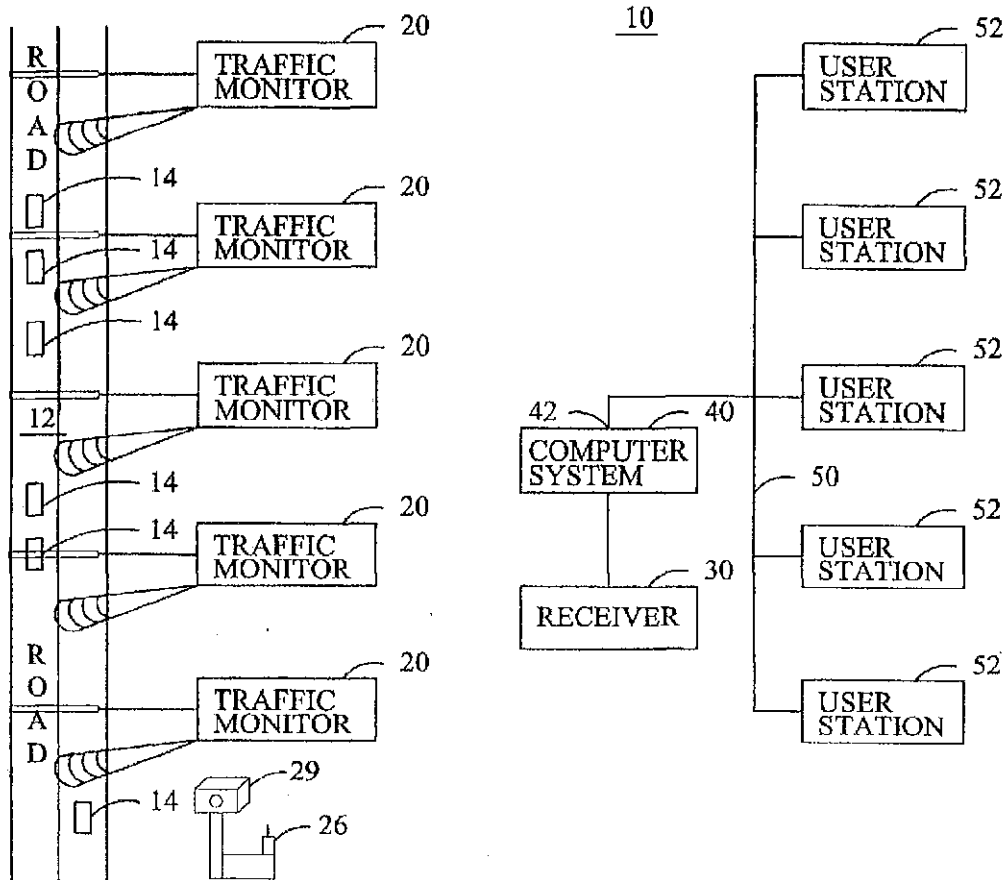 10
20
TRAFFIC
MONITOR
52
USER
STATION
R
O
A
D
14
20
TRAFFIC
MONITOR
14
52
USER
STATION
14
20
TRAFFIC
MONITOR
12
52
USER
STATION
42
40
COMPUTER
SYSTEM
14
14
20
TRAFFIC
MONITOR
50
52
USER
STATION
30
RECEIVER
R
O
A
D
20
TRAFFIC
MONITOR
52
USER
STATION
14
29
26